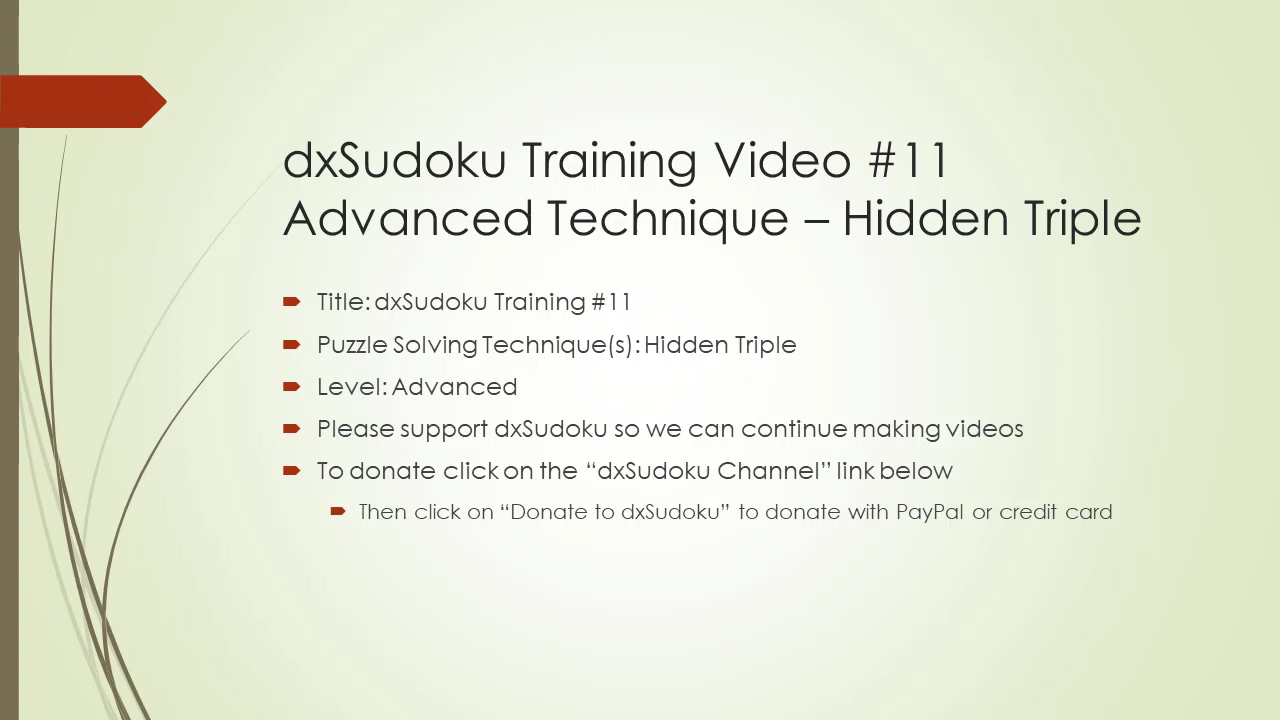 dxSudoku Training Video #11
Advanced Technique – Hidden Triple
Title: dxSudoku Training #11
Puzzle Solving Technique(s): Hidden Triple
Level: Advanced
Please support dxSudoku so we can continue making videos
To donate click on the “dxSudoku Channel” link below
Then click on “Donate to dxSudoku” to donate with PayPal or credit card